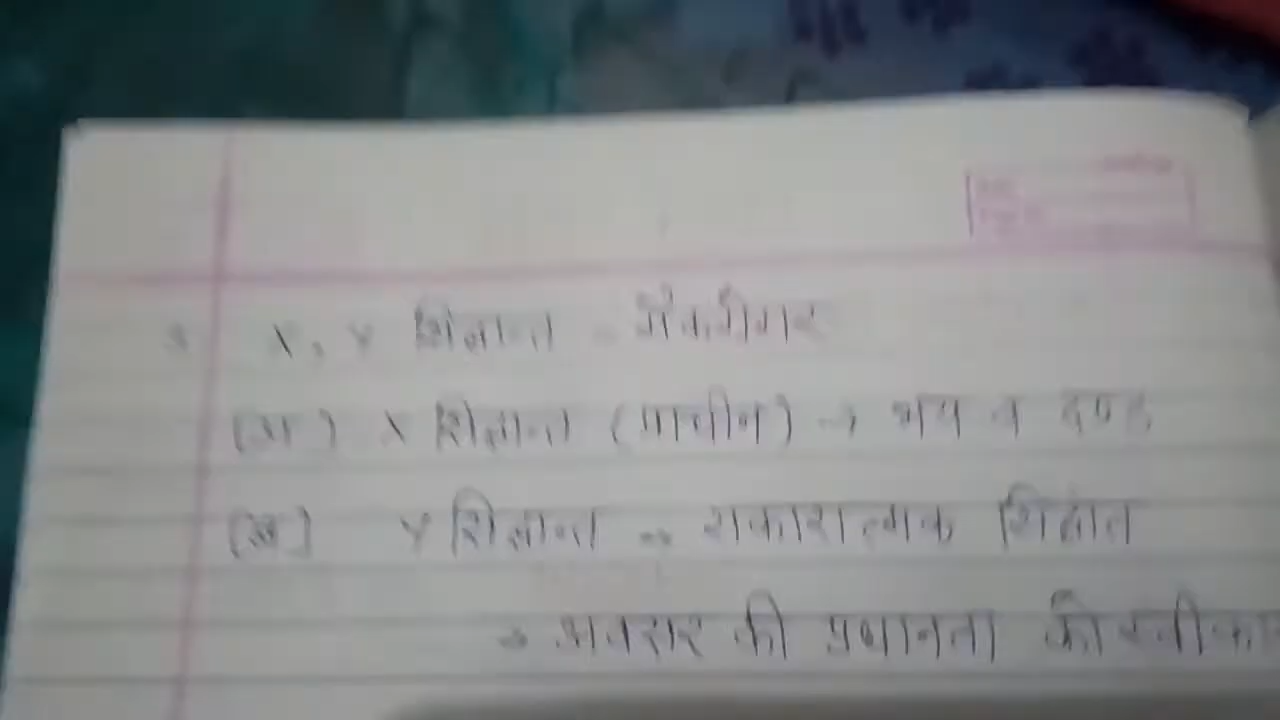 X, Y सिद्धान्त - मैकग्रेगर
(अ) X सिद्धान्त (प्राचीन) → भय व दण्ड
(ब) Y सिद्धान्त → सकारात्मक सिद्धांत
→ अवसर की प्रधानता को स्वीका